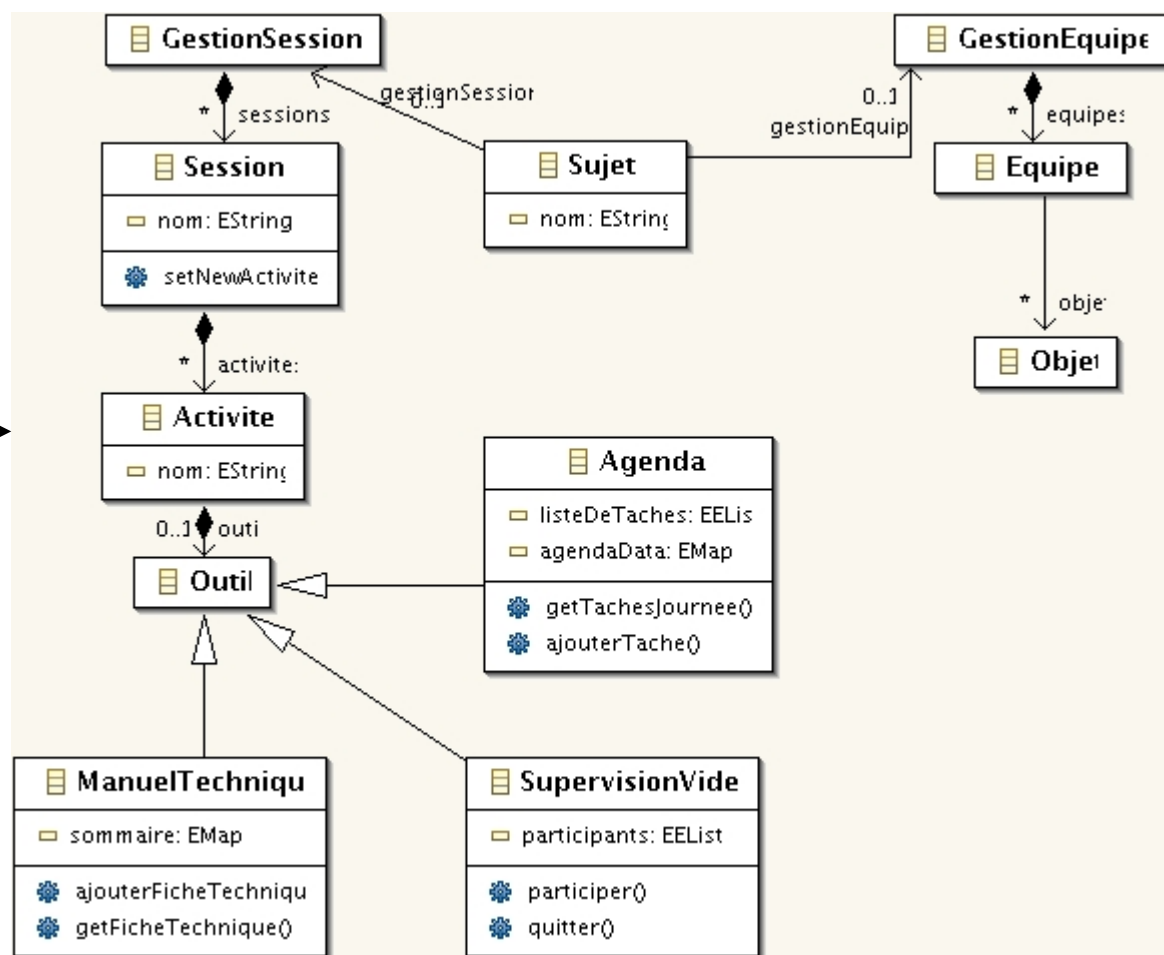 GestionSession
GestionEquipe
gestionSession
0..1
0..1
gestionEquip
* sessions
* equipes
Session
nom: EString
setNewActivite
Sujet
nom: EString
Equipe
* obje
Objet
* activite:
Activite
nom: EString
0..1 outi
Outil
Agenda
listeDeTaches: EELis
agendaData: EMap
getTachesJournee()
ajouterTache()
ManuelTechniqu
sommaire: EMap
ajouterFicheTechniqu
getFicheTechnique()
SupervisionVide
participants: EEList
participer()
quitter()